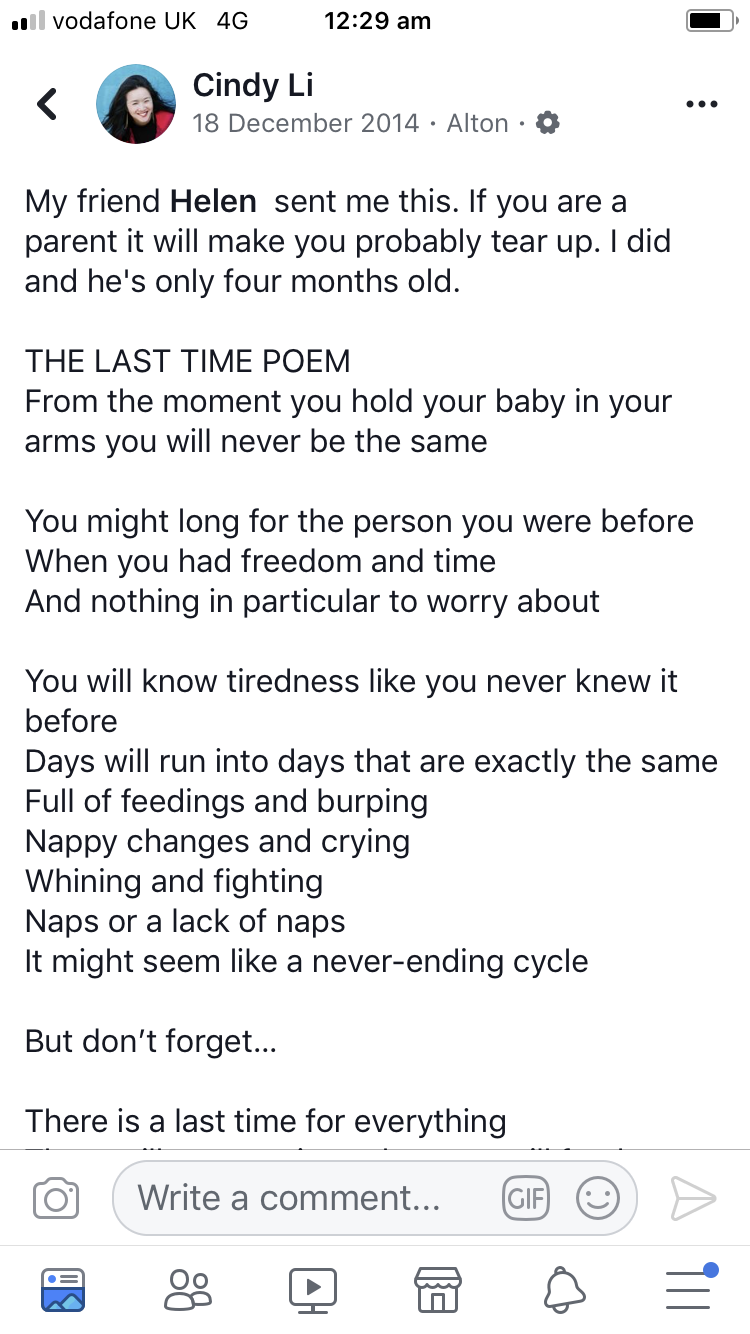 vodafone UK 4G 12:29 am
Cindy Li
18 December 2014 · Alton ·
My friend Helen sent me this. If you are a
parent it will make you probably tear up. I did
and he's only four months old.
THE LAST TIME POEM
From the moment you hold your baby in your
arms you will never be the same
You might long for the person you were before
When you had freedom and time
And nothing in particular to worry about
You will know tiredness like you never knew it
before
Days will run into days that are exactly the same
Full of feedings and burping
Nappy changes and crying
Whining and fighting
Naps or a lack of naps
It might seem like a never-ending cycle
But don’t forget...
There is a last time for everything
Write a comment...
GIF